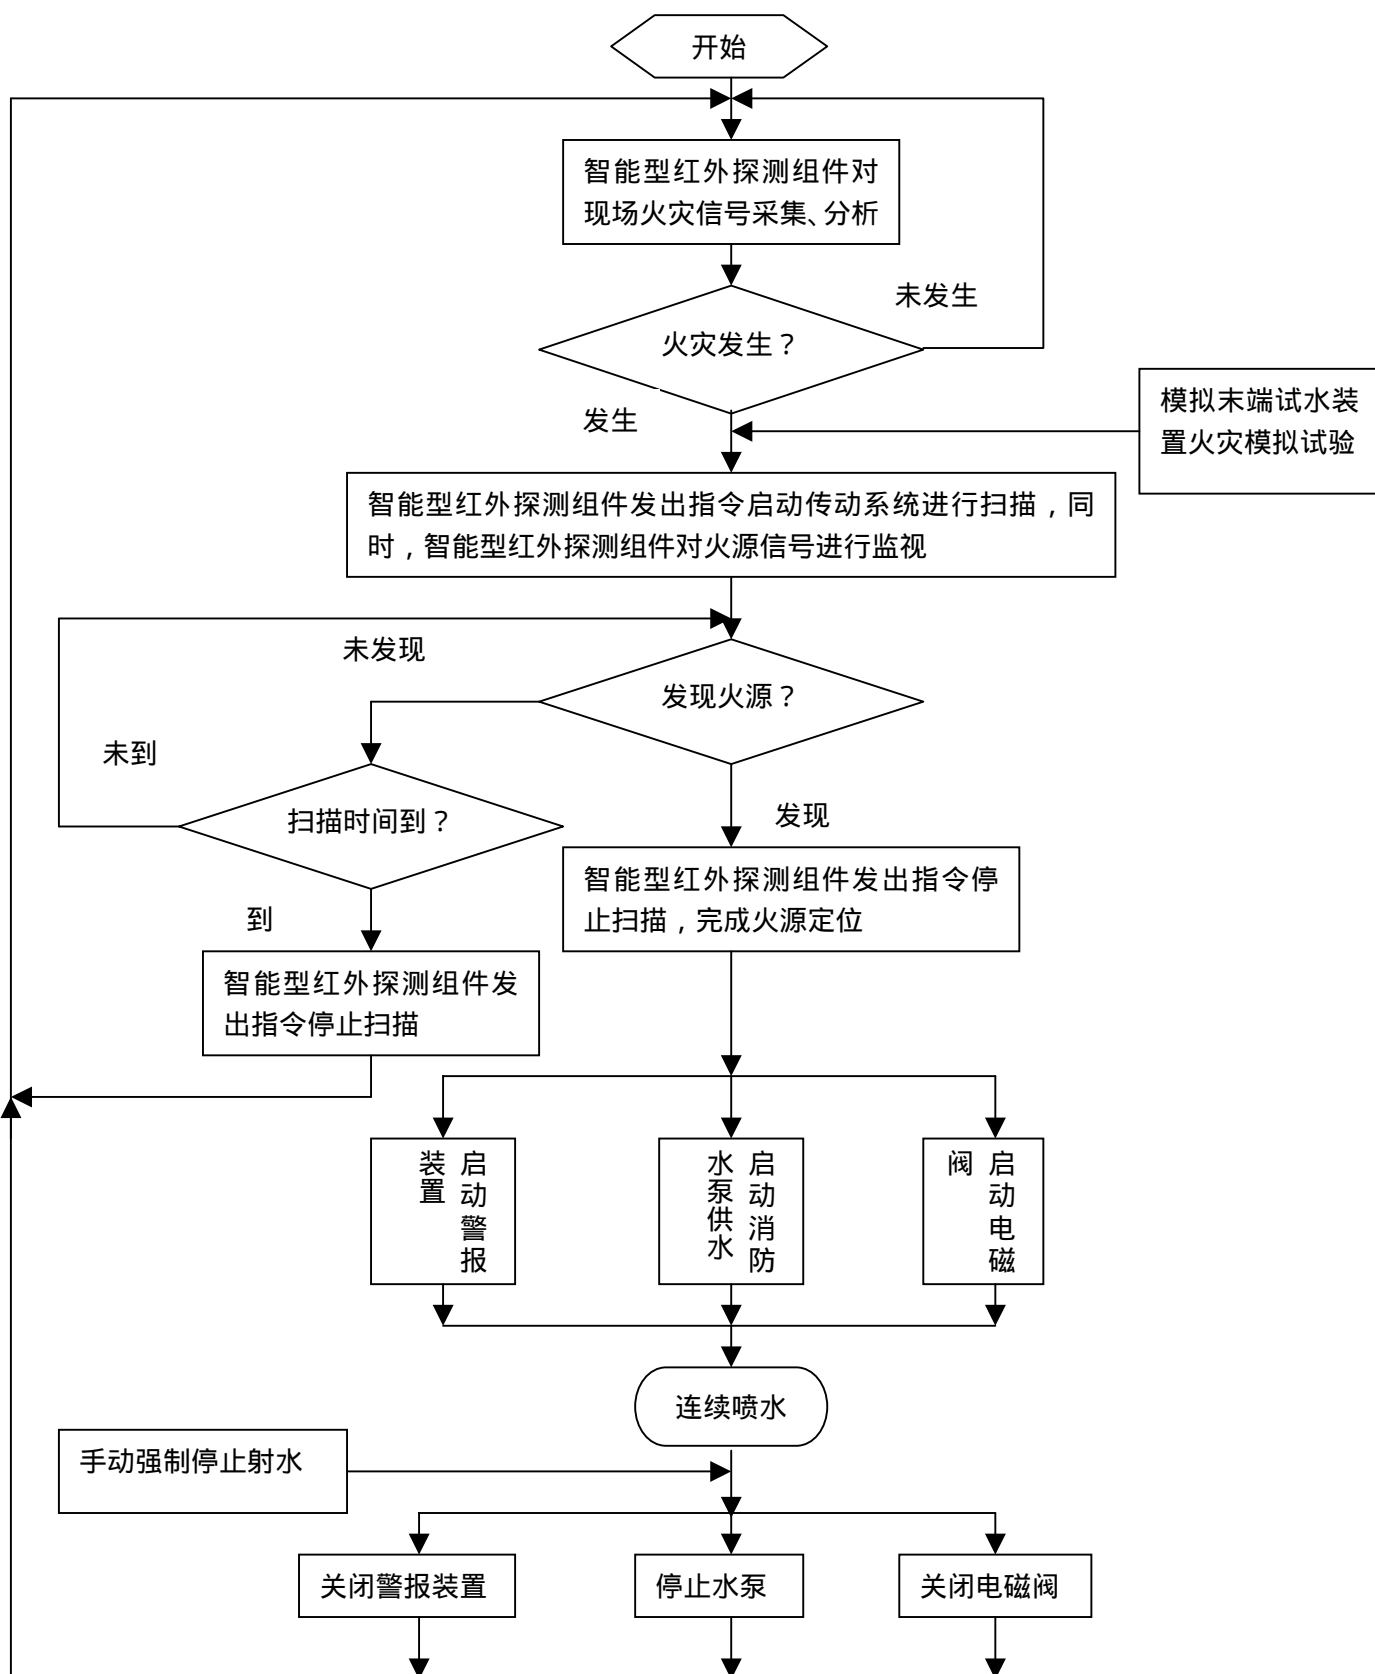 开始
智能型红外探测组件对
现场火灾信号采集、分析
未发生
火灾发生？
发生
模拟末端试水装
置火灾模拟试验
智能型红外探测组件发出指令启动传动系统进行扫描，同
时，智能型红外探测组件对火源信号进行监视
未发现
发现火源？
未到
扫描时间到？
发现
智能型红外探测组件发出指令停
止扫描，完成火源定位
到
智能型红外探测组件发
出指令停止扫描
启动警报
装置
启动消防
水泵供水
启动电磁
阀
连续喷水
手动强制停止射水
关闭警报装置
停止水泵
关闭电磁阀